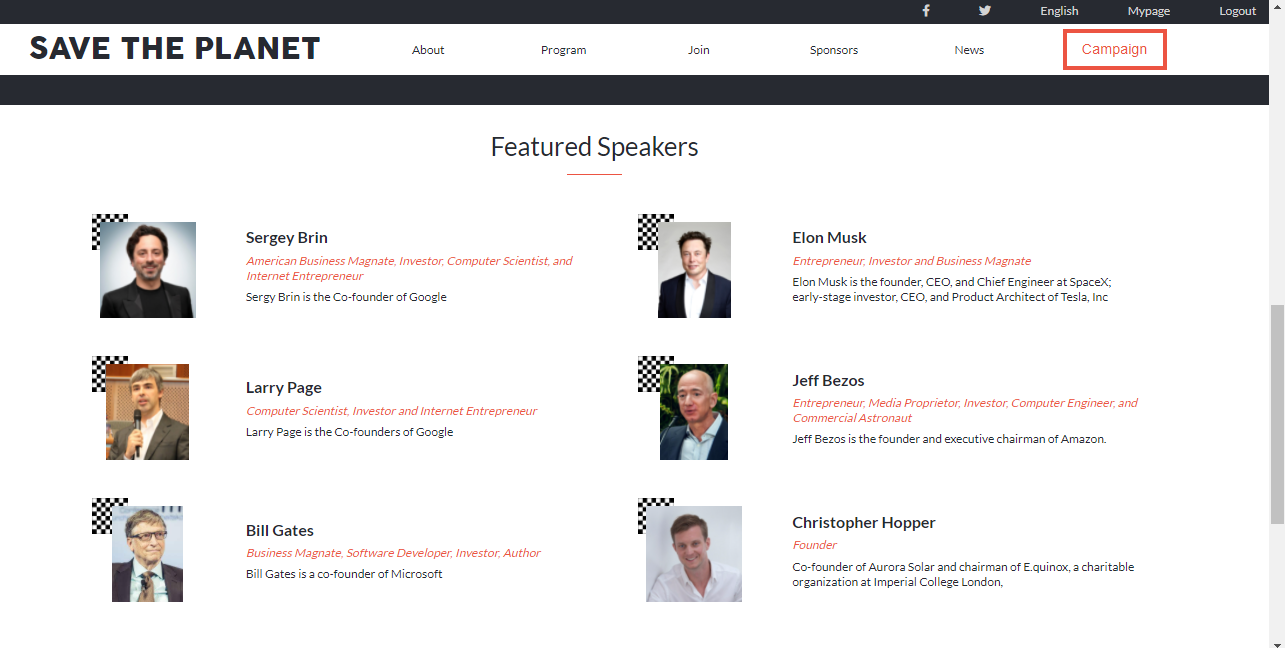 English
Mypage
Logout
SAVE THE PLANET
About
Program
Join
Sponsors
News
Campaign
Featured Speakers
Sergey Brin
American Business Magnate, Investor, Computer Scientist, and
Internet Entrepreneur
Sergy Brin is the Co-founder of Google
Elon Musk
Entrepreneur, Investor and Business Magnate
Elon Musk is the founder, CEO, and Chief Engineer at SpaceX;
early-stage investor, CEO, and Product Architect of Tesla, Inc
Larry Page
Computer Scientist, Investor and Internet Entrepreneur
Larry Page is the Co-founders of Google
Jeff Bezos
Entrepreneur, Media Proprietor, Investor, Computer Engineer, and
Commercial Astronaut
Jeff Bezos is the founder and executive chairman of Amazon.
Bill Gates
Business Magnate, Software Developer, Investor, Author
Bill Gates is a co-founder of Microsoft
Christopher Hopper
Founder
Co-founder of Aurora Solar and chairman of E.quinox, a charitable
organization at Imperial College London,